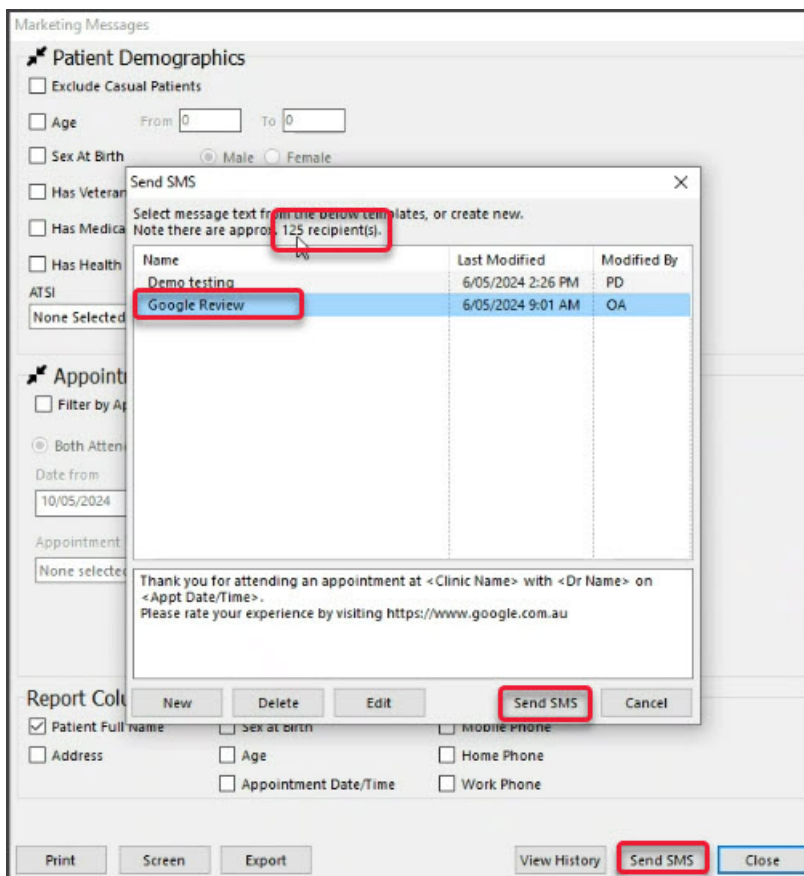 Marketing Messages
Patient Demographics
Exclude Casual Patients
Age From 0 To 0
Sex At Birth Male Female
Has Veteran
Has Medica
Has Health
ATSI
None Selected
Send SMS
Select message text from the below templates, or create new.
Note there are approx. 125 recipient(s).
Name Last Modified Modified By
Demo testing 6/05/2024 2:26 PM PD
Google Review 6/05/2024 9:01 AM OA
Appoint
Filter by Ap
Both Atten
Date from
10/05/2024
Appointment
None selected
Thank you for attending an appointment at <Clinic Name> with <Dr Name> on
<Appt Date/Time>.
Please rate your experience by visiting https://www.google.com.au
New Delete Edit Send SMS Cancel
Report Colu
Patient Full Name Sex at Birth Mobile Phone
Address Age Home Phone
Appointment Date/Time Work Phone
Print Screen Export View History Send SMS Close